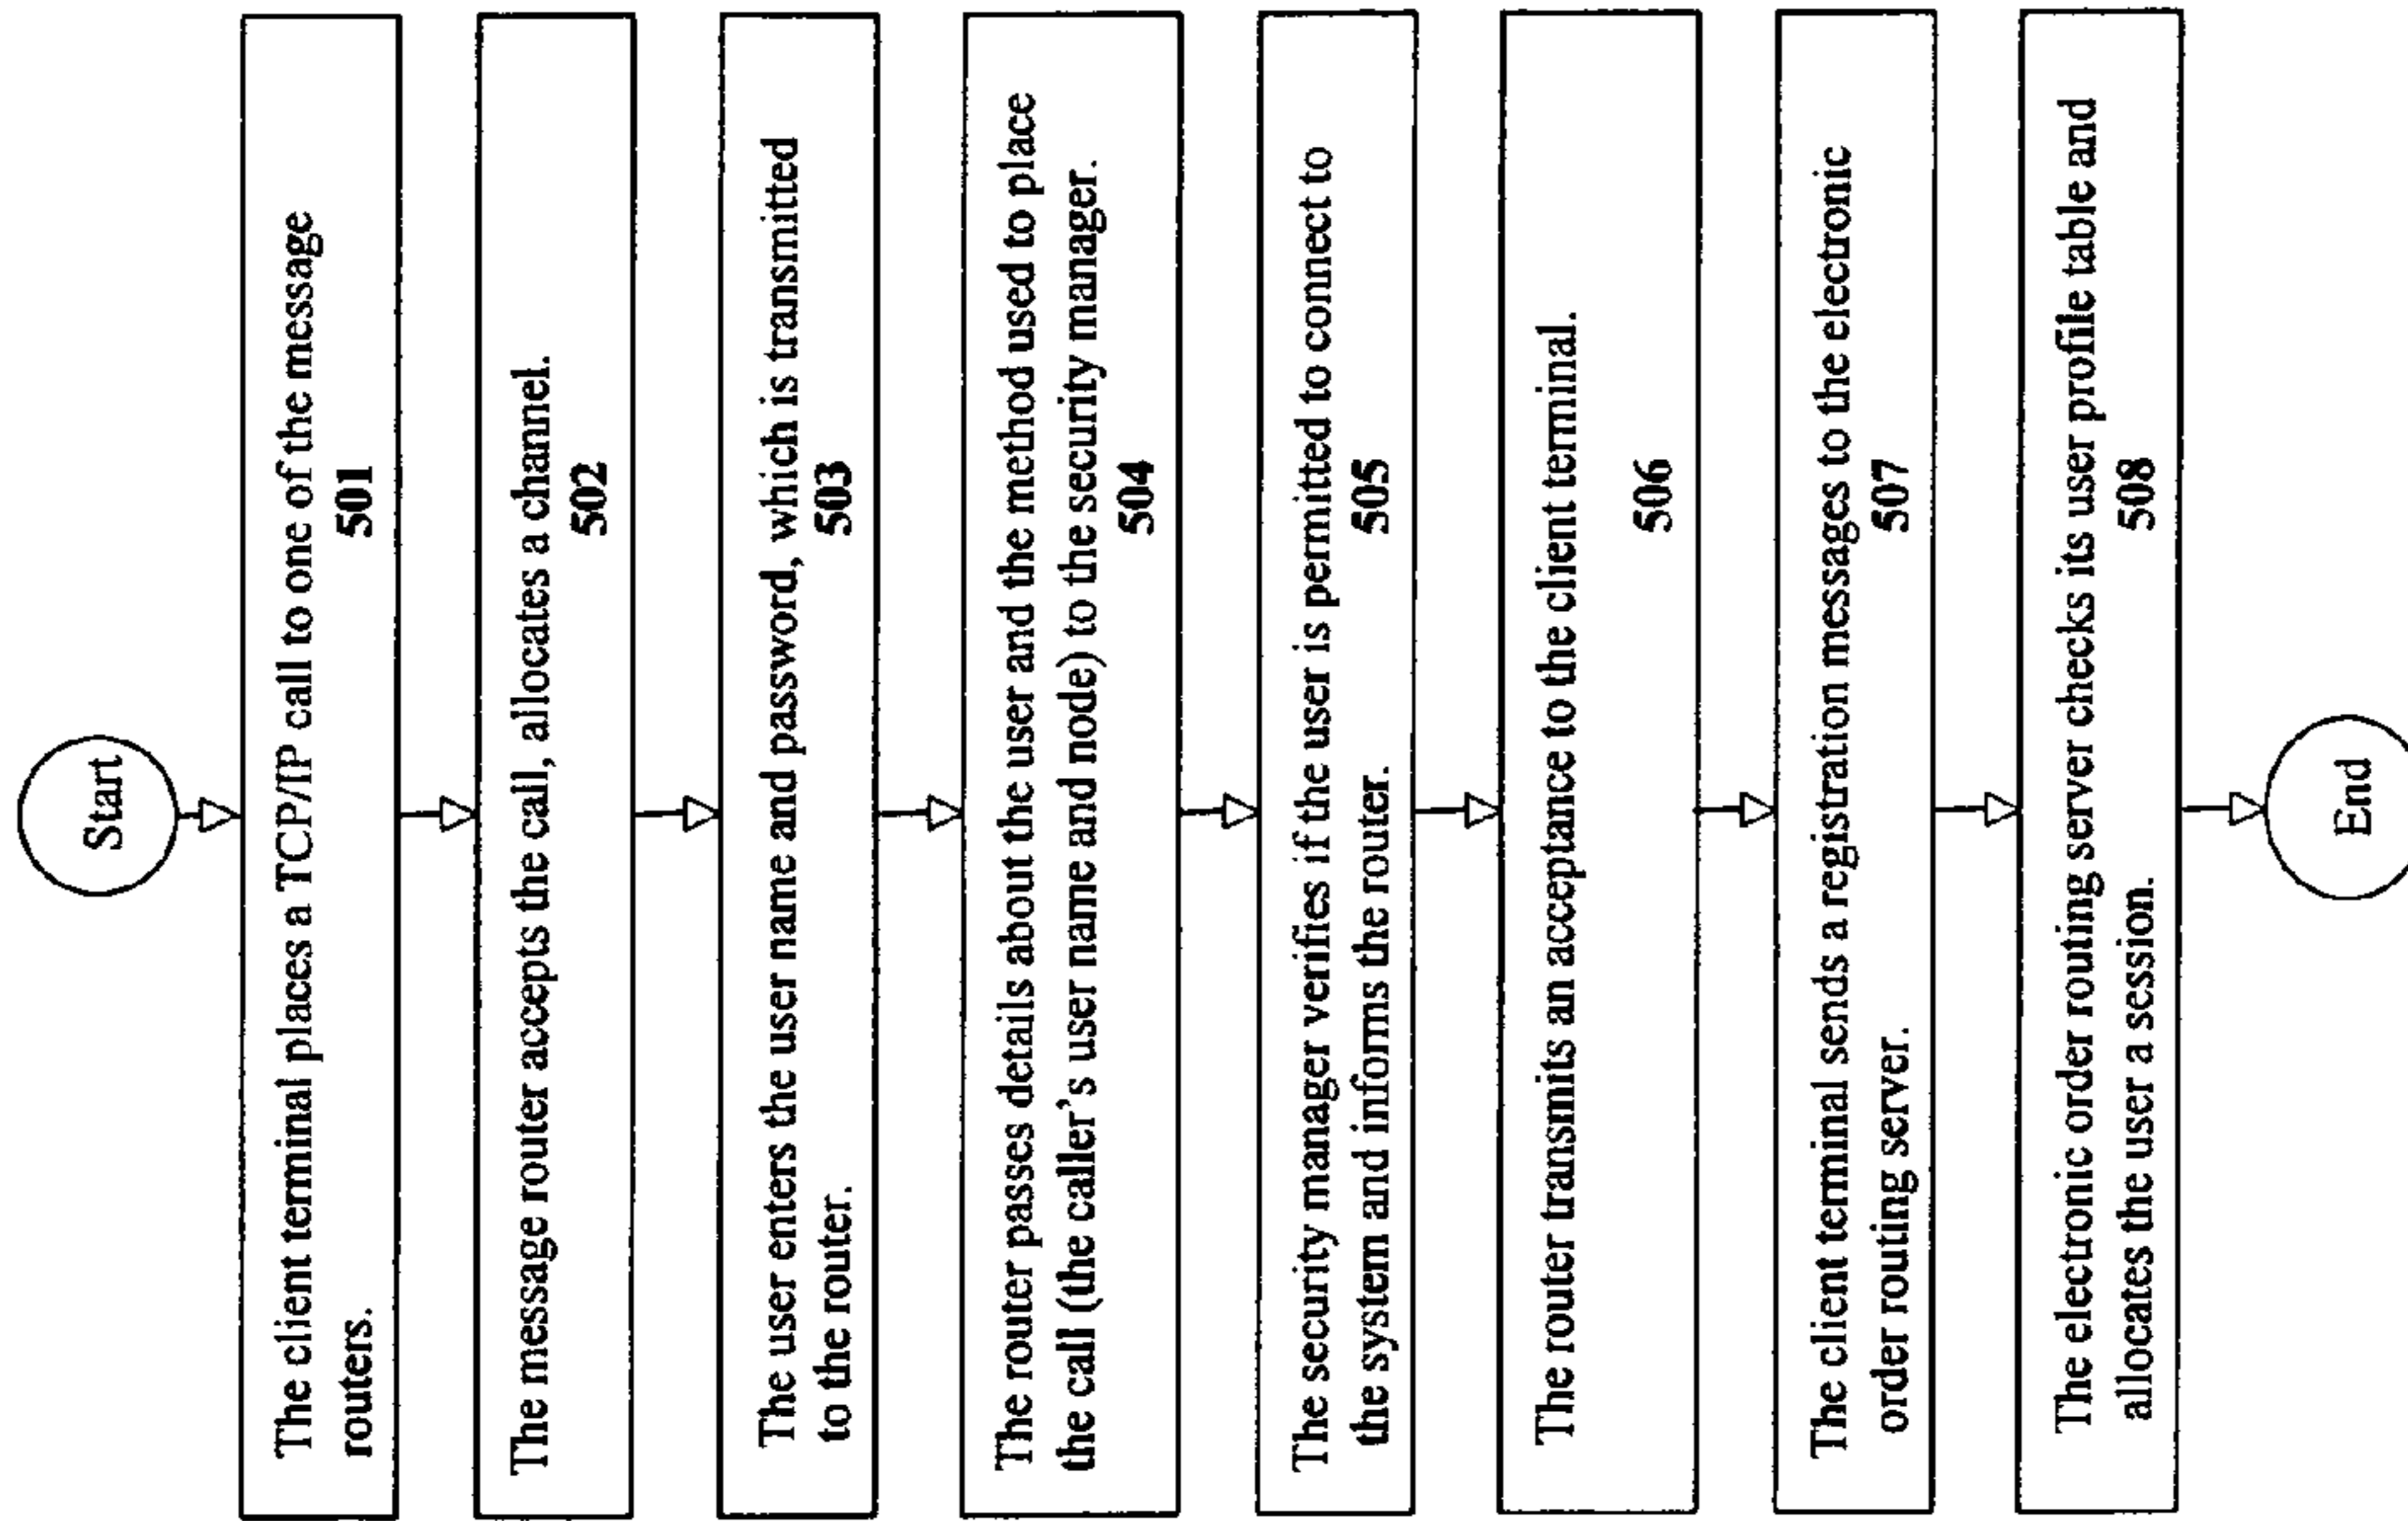 Start
The client terminal places a TCP/IP call to one of the message
routers.
501
The message router accepts the call, allocates a channel.
502
The user enters the user name and password, which is transmitted
to the router.
503
The router passes details about the user and the method used to place
the call (the caller's user name and node) to the security manager.
504
The security manager verifies if the user is permitted to connect to
the system and informs the router.
505
The router transmits an acceptance to the client terminal.
506
The client terminal sends a registration messages to the electronic
order routing server.
507
The electronic order routing server checks its user profile table and
allocates the user a session.
508
End